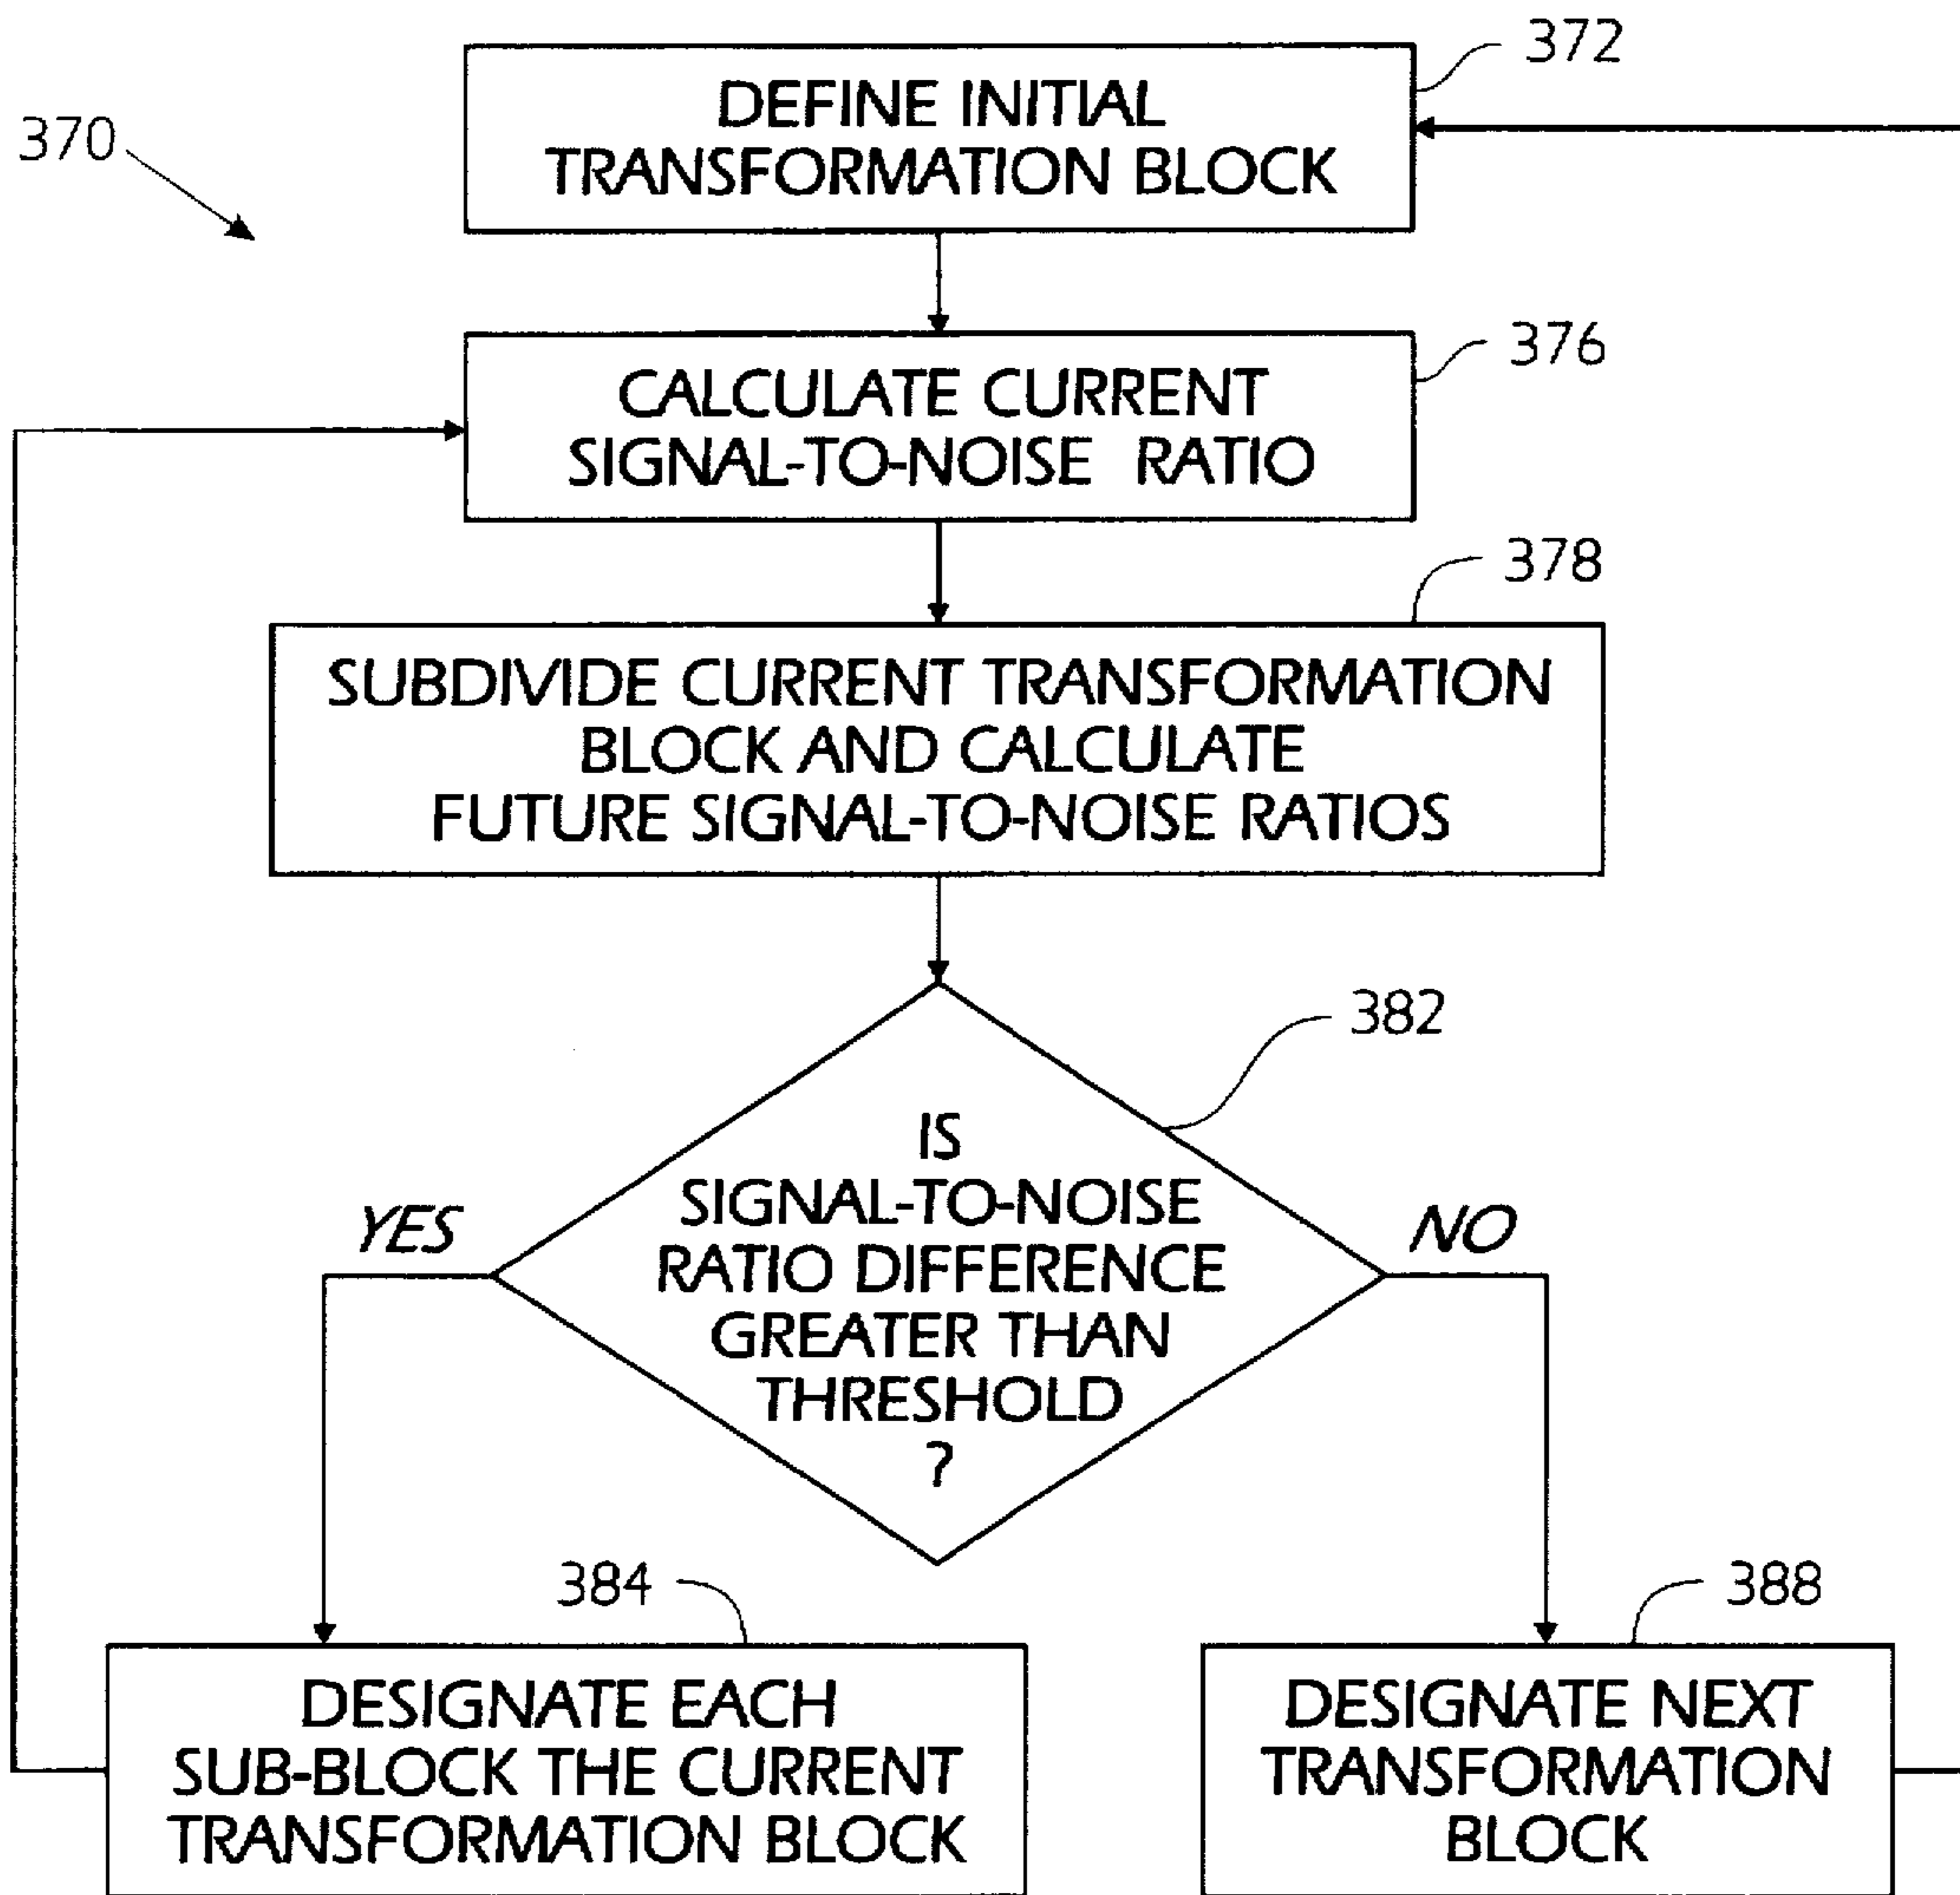 372
DEFINE INITIAL
TRANSFORMATION BLOCK
370
376
CALCULATE CURRENT
SIGNAL-TO-NOISE RATIO
378
SUBDIVIDE CURRENT TRANSFORMATION
BLOCK AND CALCULATE
FUTURE SIGNAL-TO-NOISE RATIOS
382
IS
SIGNAL-TO-NOISE
RATIO DIFFERENCE
GREATER THAN
THRESHOLD
?
YES
NO
384
DESIGNATE EACH
SUB-BLOCK THE CURRENT
TRANSFORMATION BLOCK
388
DESIGNATE NEXT
TRANSFORMATION
BLOCK